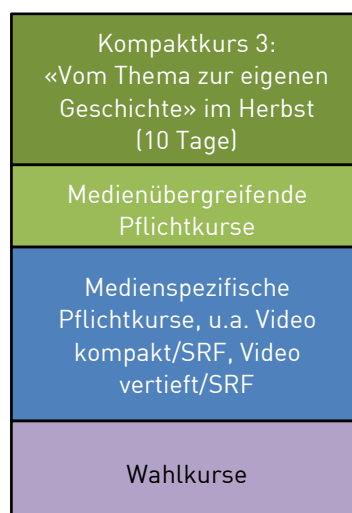 Kompaktkurs 3:
«Vom Thema zur eigenen
Geschichte» im Herbst
(10 Tage)
Medienübergreifende
Pflichtkurse
Medienspezifische
Pflichtkurse, u.a. Video
kompakt/SRF, Video
vertieft/SRF
Wahlkurse